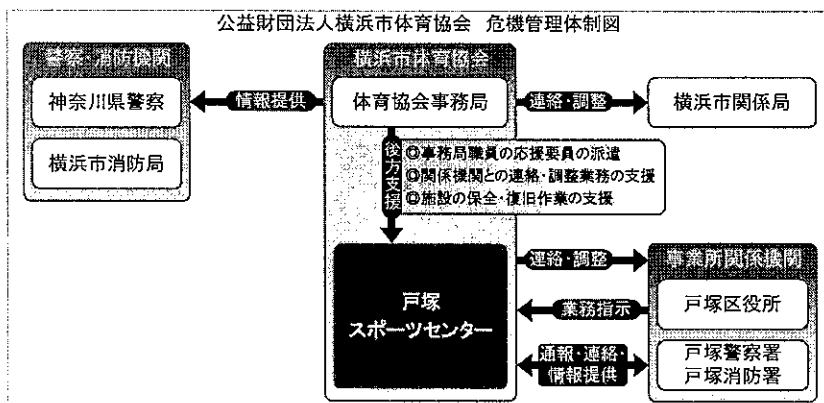 公益財団法人横浜市体育協会 危機管理体制図
警察・消防機関
神奈川県警察
横浜市消防局
情報提供
横浜市体育協会
体育協会事務局
連絡・調整
横浜市関係局
後方支援
◎事務局職員の応援要員の派遣
◎関係機関との連絡・調整業務の支援
◎施設の保全・復旧作業の支援
戸塚
スポーツセンター
連絡・調整
業務指示
通報・連絡・
情報提供
事業所関係機関
戸塚区役所
戸塚警察署
戸塚消防署